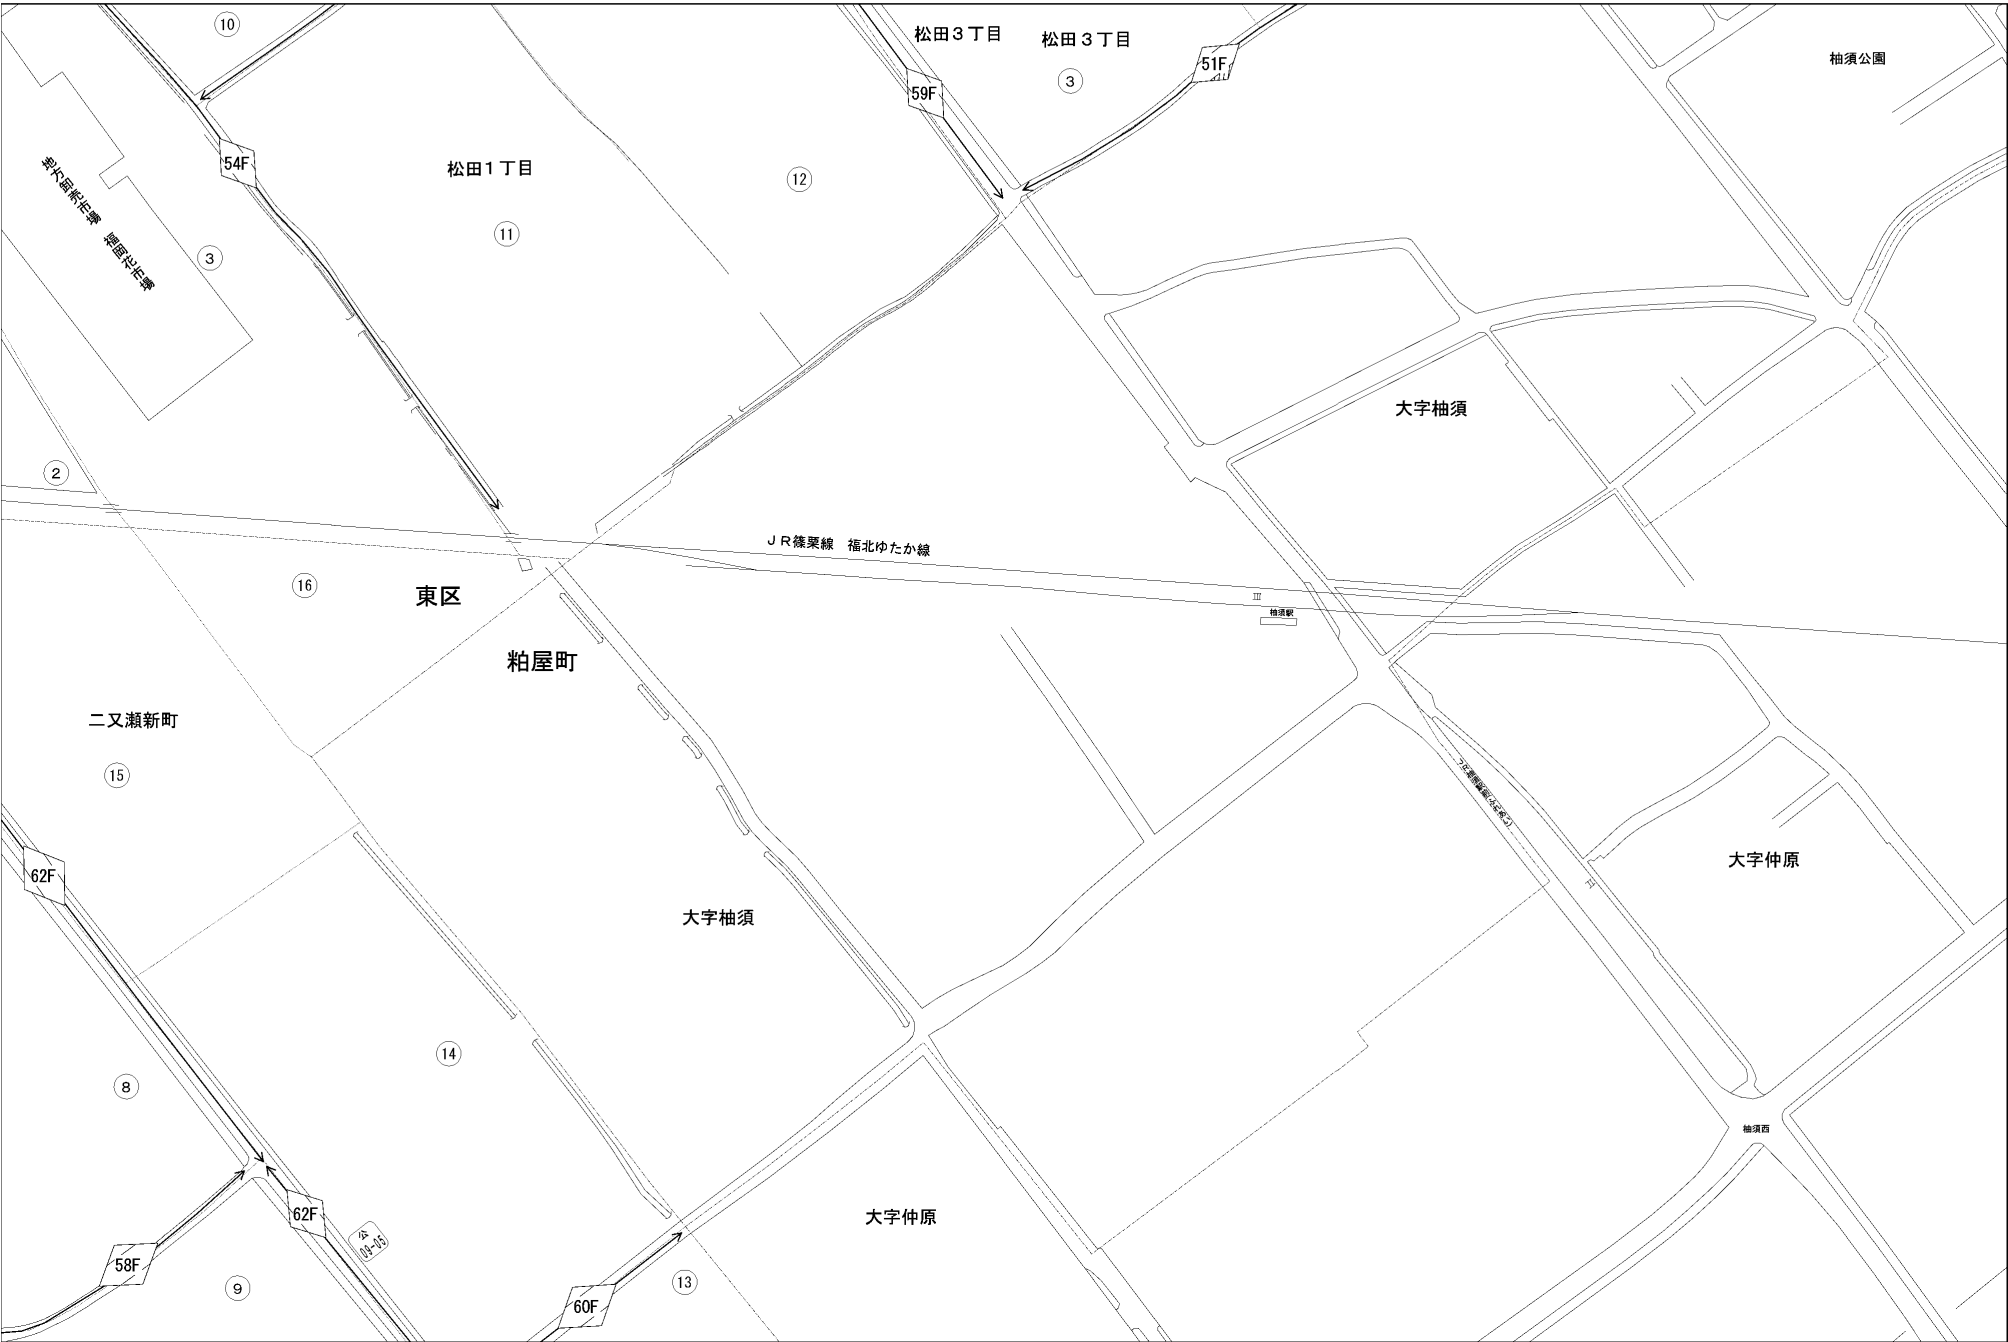 10
松田３丁目
松田３丁目
51F
柚須公園
3
59F
54F
松田１丁目
12
地方卸売市場　福岡花市場
11
3
大字柚須
2
ＪＲ篠栗線　福北ゆたか線
16
東区
柚須駅
粕屋町
二又瀬新町
15
大字仲原
62F
大字柚須
14
8
柚須西
62F
大字仲原
公
09-05
58F
9
13
60F